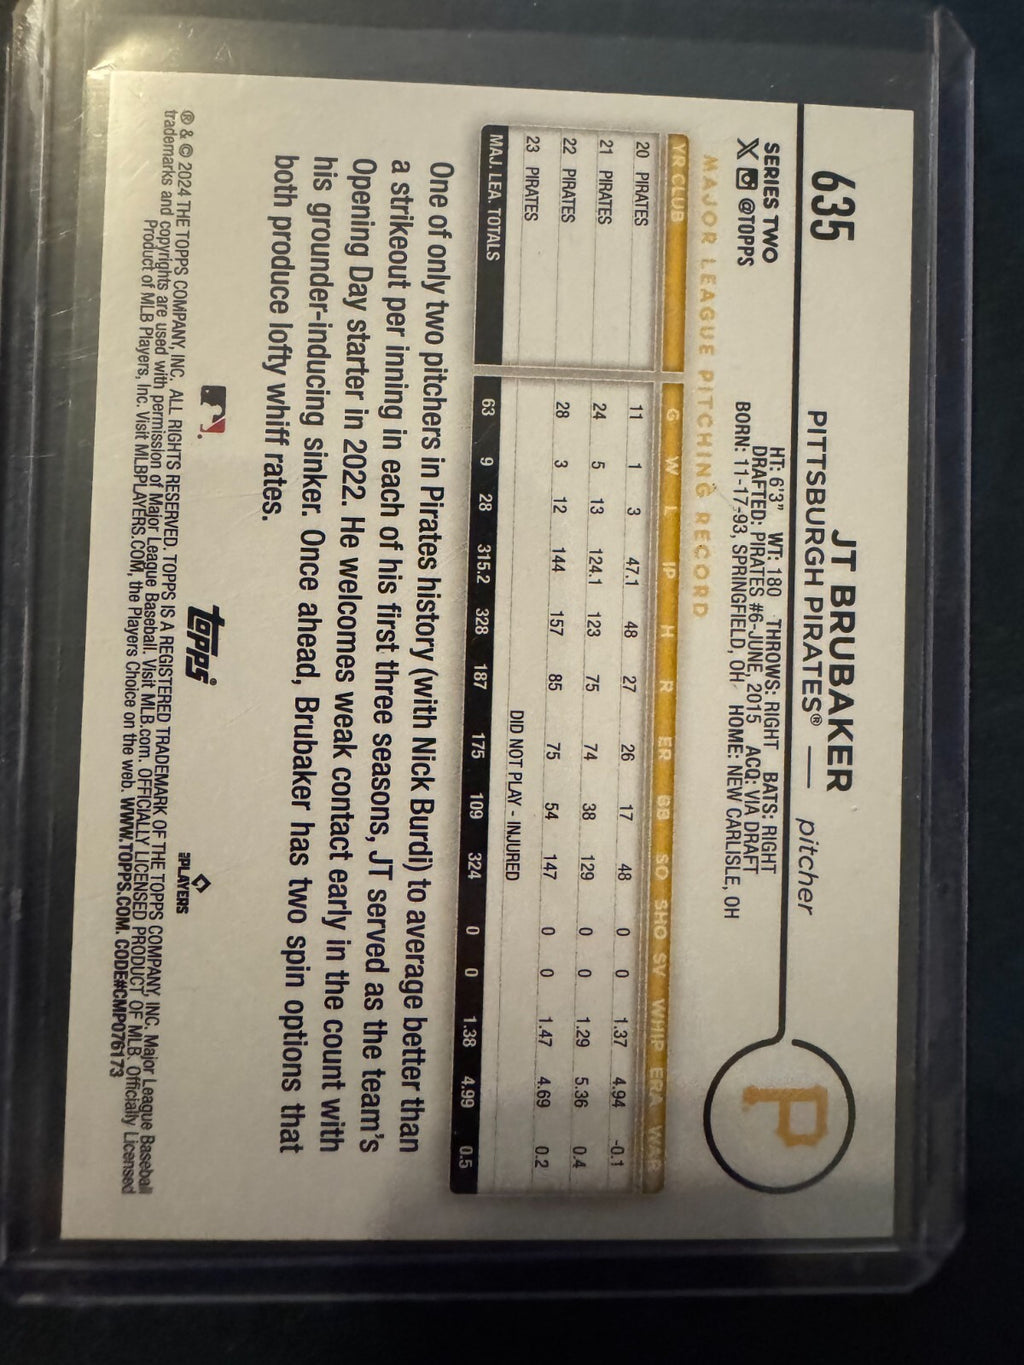 635
JT BRUBAKER
PITTSBURGH PIRATES® — pitcher
P
SERIES TWO
@TOPPS
HT: 6'3" WT: 180 THROWS: RIGHT BATS: RIGHT
DRAFTED: PIRATES #6-JUNE, 2015 ACQ: VIA DRAFT
BORN: 11-17-93, SPRINGFIELD, OH HOME: NEW CARLISLE, OH
MAJOR LEAGUE PITCHING RECORD
YR CLUB G W L IP H R ER BB SO SHO SV WHIP ERA WAR
20 PIRATES 11 1 3 47.1 48 27 26 17 48 0 0 1.37 4.94 -0.1
21 PIRATES 24 5 13 124.1 123 75 74 38 129 0 0 1.29 5.36 0.4
22 PIRATES 28 3 12 144 157 85 75 54 147 0 0 1.47 4.69 0.2
23 PIRATES DID NOT PLAY - INJURED
MAJ. LEA. TOTALS 63 9 28 315.2 328 187 175 109 324 0 0 1.38 4.99 0.5
One of only two pitchers in Pirates history (with Nick Burdi) to average better than
a strikeout per inning in each of his first three seasons, JT served as the team's
Opening Day starter in 2022. He welcomes weak contact early in the count with
his grounder-inducing sinker. Once ahead, Brubaker has two spin options that
both produce lofty whiff rates.
topps
PLAYERS
® & © 2024 THE TOPPS COMPANY, INC. ALL RIGHTS RESERVED. TOPPS IS A REGISTERED TRADEMARK OF THE TOPPS COMPANY, INC. Major League Baseball
trademarks and copyrights are used with permission of Major League Baseball. Visit MLB.com. OFFICIALLY LICENSED PRODUCT OF MLB. Officially Licensed
Product of MLB Players, Inc. Visit MLBPLAYERS.COM, the Players Choice on the web. WWW.TOPPS.COM. CODE#CMP076173